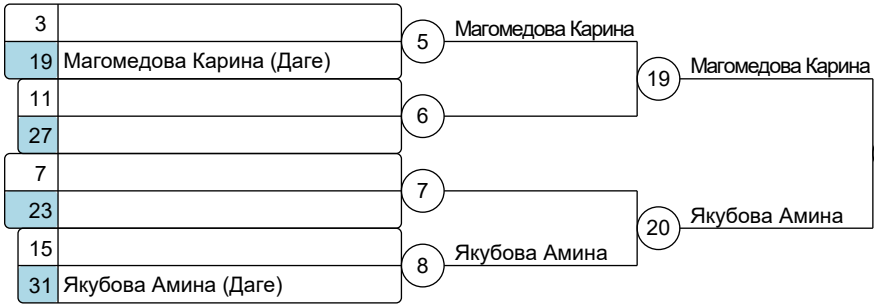 3
19 Магомедова Карина (Даге)
11
27
7
23
15
31 Якубова Амина (Даге)
5 Магомедова Карина
6
7
8 Якубова Амина
19 Магомедова Карина
20 Якубова Амина